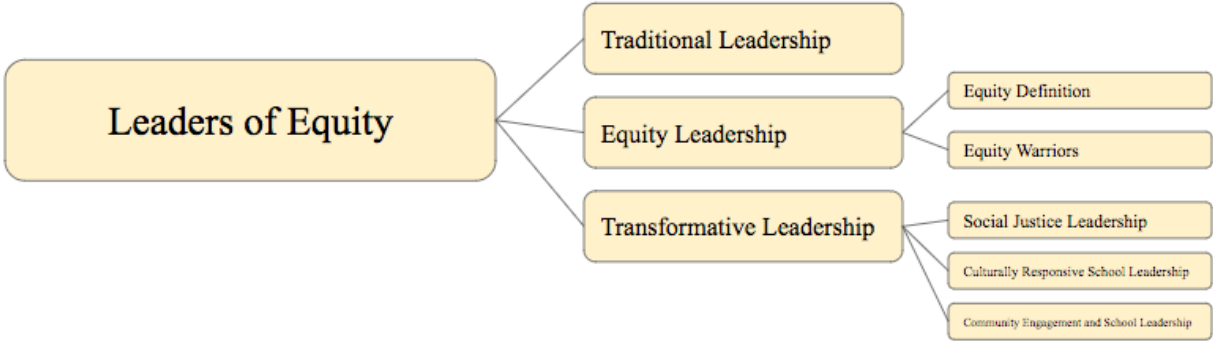 Leaders of Equity
Traditional Leadership
Equity Leadership
Equity Definition
Equity Warriors
Transformative Leadership
Social Justice Leadership
Culturally Responsive School Leadership
Community Engagement and School Leadership